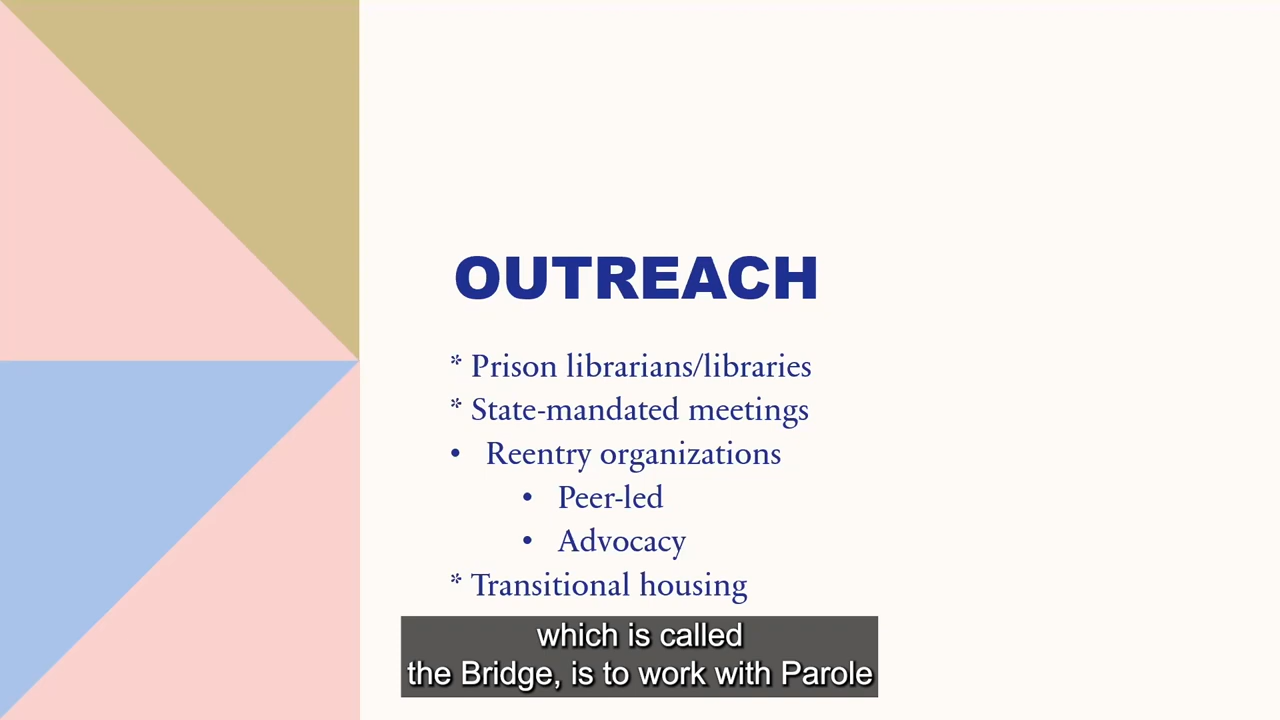 OUTREACH
* Prison librarians/libraries
* State-mandated meetings
• Reentry organizations
• Peer-led
• Advocacy
* Transitional housing
which is called
the Bridge, is to work with Parole